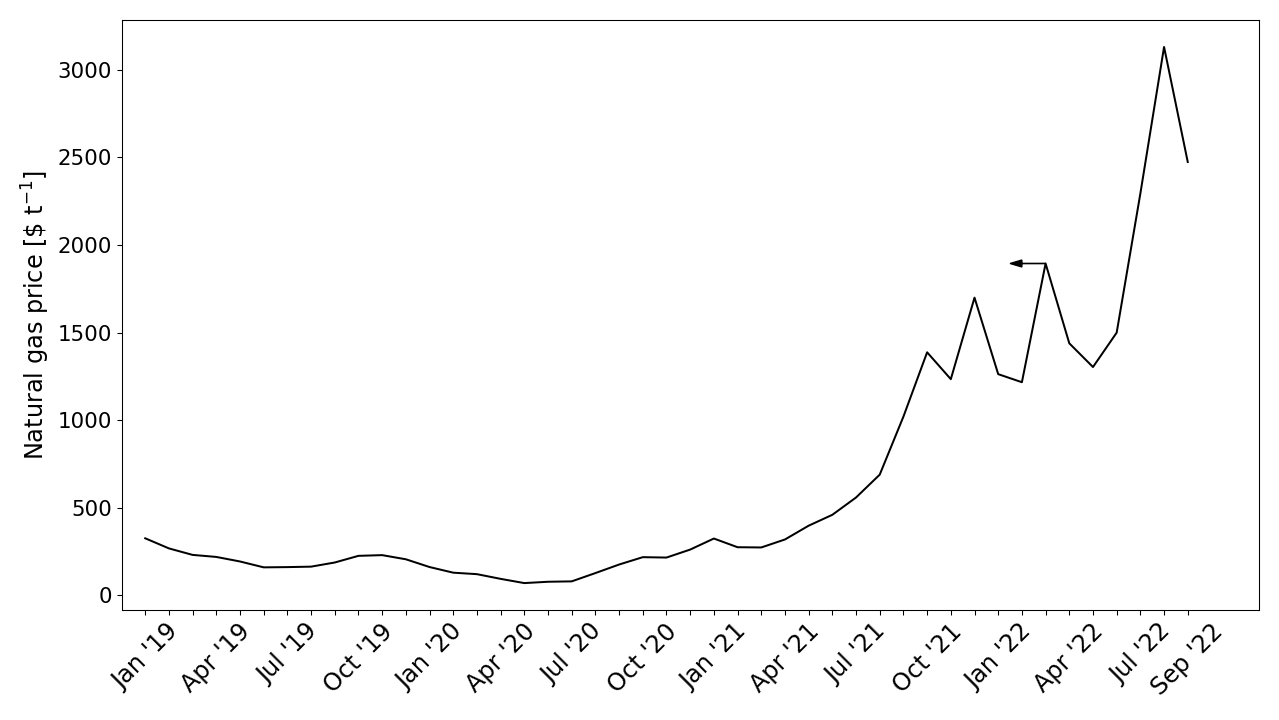 Natural gas price [$ t⁻¹]
3000
2500
2000
1500
1000
500
0
Jan '19
Apr '19
Jul '19
Oct '19
Jan '20
Apr '20
Jul '20
Oct '20
Jan '21
Apr '21
Jul '21
Oct '21
Jan '22
Apr '22
Jul '22
Sep '22